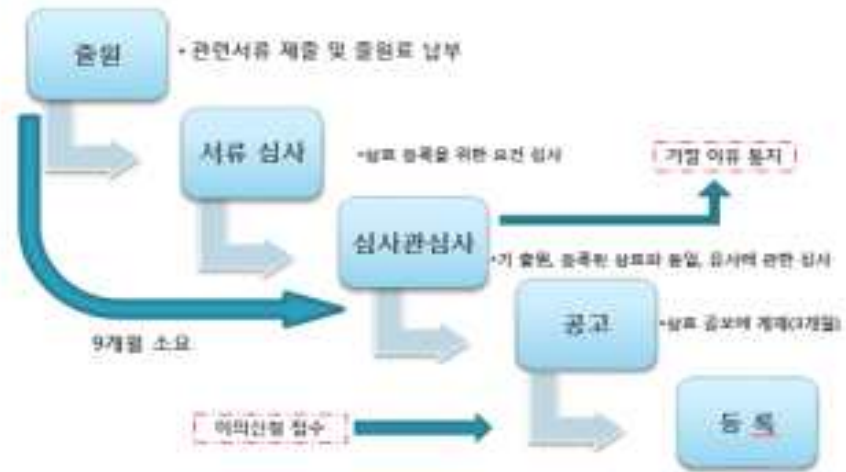 출원
• 관련서류 제출 및 출원료 납부
서류 심사
•상표 등록을 위한 요건 심사
기절 이유 통지
심사관심사
•기 출원, 등록된 상표와 동일, 유사에 관한 심사
공고
•상표 공보에 게재(3개월)
9개월 소요
이의신청 접수
등 록